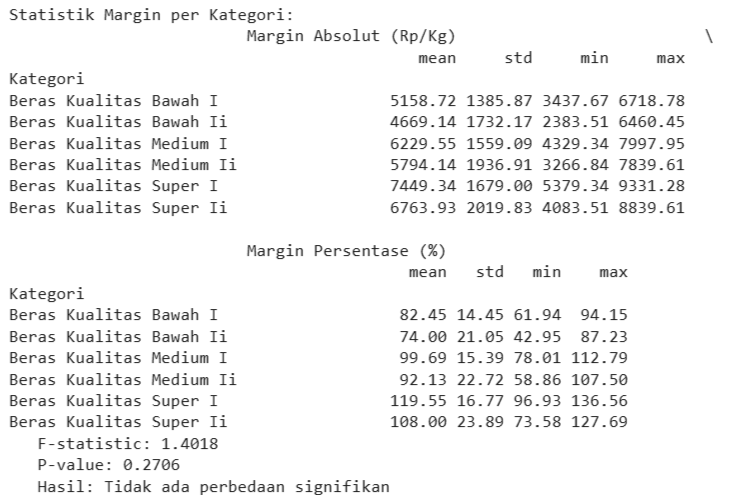 Statistik Margin per Kategori:
Margin Absolut (Rp/Kg) \
mean std min max
Kategori
Beras Kualitas Bawah I 5158.72 1385.87 3437.67 6718.78
Beras Kualitas Bawah Ii 4669.14 1732.17 2383.51 6460.45
Beras Kualitas Medium I 6229.55 1559.09 4329.34 7997.95
Beras Kualitas Medium Ii 5794.14 1936.91 3266.84 7839.61
Beras Kualitas Super I 7449.34 1679.00 5379.34 9331.28
Beras Kualitas Super Ii 6763.93 2019.83 4083.51 8839.61
Margin Persentase (%)
mean std min max
Kategori
Beras Kualitas Bawah I 82.45 14.45 61.94 94.15
Beras Kualitas Bawah Ii 74.00 21.05 42.95 87.23
Beras Kualitas Medium I 99.69 15.39 78.01 112.79
Beras Kualitas Medium Ii 92.13 22.72 58.86 107.50
Beras Kualitas Super I 119.55 16.77 96.93 136.56
Beras Kualitas Super Ii 108.00 23.89 73.58 127.69
F-statistic: 1.4018
P-value: 0.2706
Hasil: Tidak ada perbedaan signifikan